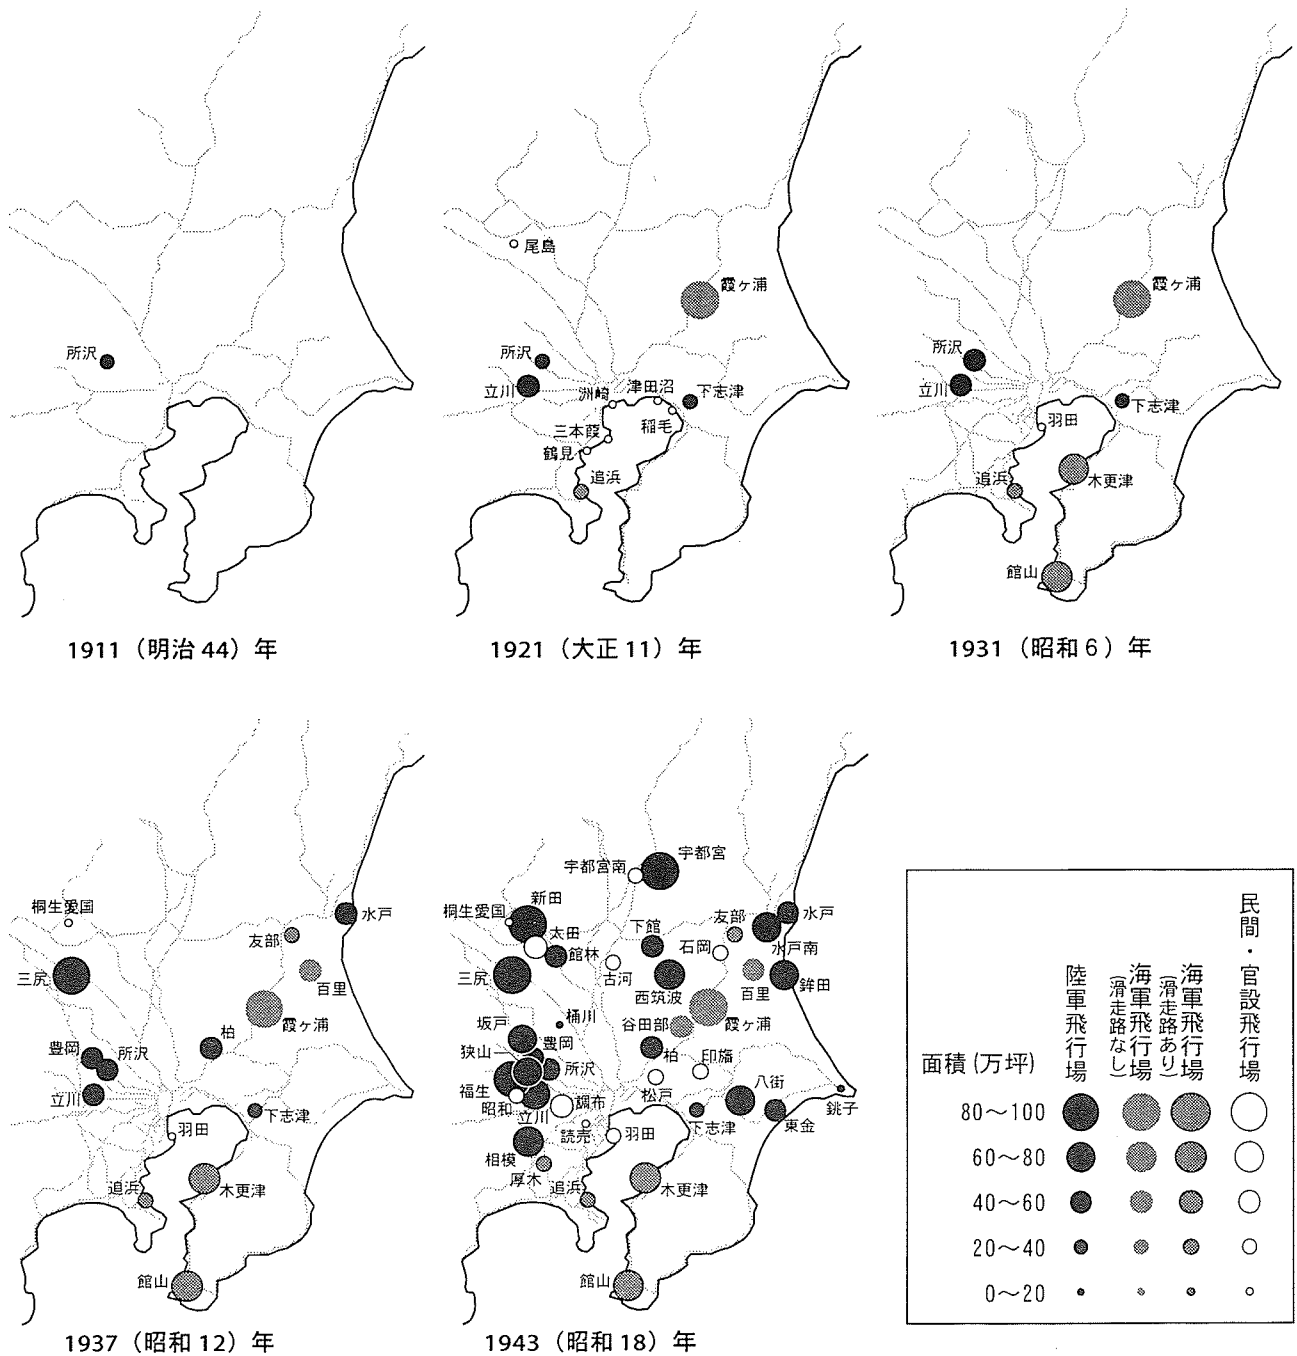 所沢
1911（明治44）年
尾島
霞ヶ浦
所沢
立川
洲崎
津田沼
下志津
稲毛
三本葭
鶴見
追浜
1921（大正11）年
霞ヶ浦
所沢
立川
下志津
羽田
追浜
木更津
館山
1931（昭和6）年
桐生愛国
水戸
友部
三尻
百里
霞ヶ浦
柏
豊岡
所沢
立川
下志津
羽田
追浜
木更津
館山
1937（昭和12）年
宇都宮
宇都宮南
新田
桐生愛国
太田
館林
下館
友部
水戸
水戸南
石岡
古河
三尻
西筑波
百里
鉾田
桶川
坂戸
谷田部
霞ヶ浦
狭山
豊岡
柏
印旛
所沢
福生
昭和
立川
調布
松戸
八街
銚子
読売
羽田
下志津
東金
相模
厚木
追浜
木更津
館山
1943（昭和18）年
面積（万坪）
陸軍飛行場
海軍飛行場
（滑走路なし）
海軍飛行場
（滑走路あり）
民間・官設飛行場
80〜100
60〜80
40〜60
20〜40
0〜20